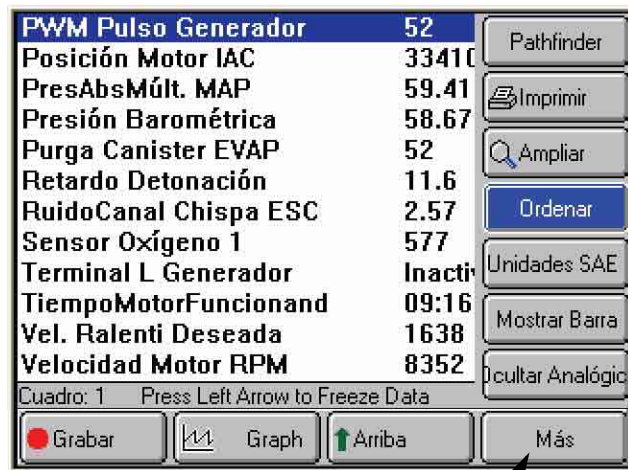 PWM Pulso Generador 52
Posición Motor IAC 33410
PresAbsMúlt. MAP 59.41
Presión Barométrica 58.67
Purga Canister EVAP 52
Retardo Detonación 11.6
RuidoCanal Chispa ESC 2.57
Sensor Oxígeno 1 577
Terminal L Generador Inacti
TiempoMotorFuncionand 09:16
Vel. Ralenti Deseada 1638
Velocidad Motor RPM 8352
Cuadro: 1 Press Left Arrow to Freeze Data
Pathfinder
Imprimir
Ampliar
Ordenar
Unidades SAE
Mostrar Barra
Ocultar Analógic
Grabar
Graph
Arriba
Más